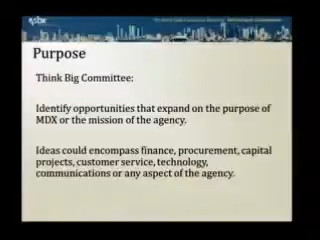 MDX
Purpose
Think Big Committee:
Identify opportunities that expand on the purpose of
MDX or the mission of the agency.
Ideas could encompass finance, procurement, capital
projects, customer service, technology,
communications or any aspect of the agency.